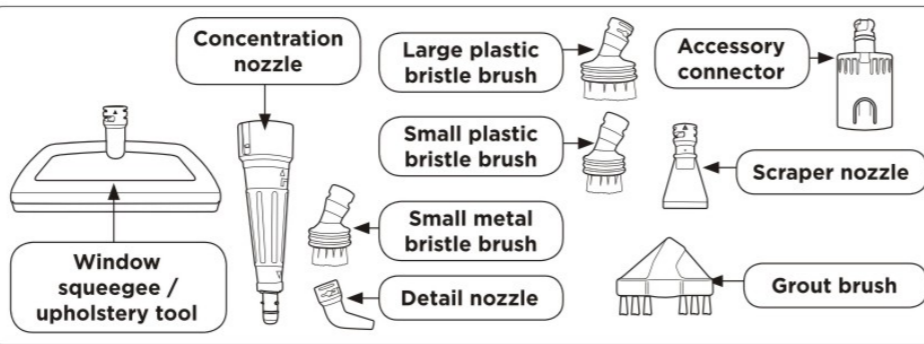 Concentration
nozzle
Large plastic
bristle brush
Accessory
connector
Small plastic
bristle brush
Scraper nozzle
Small metal
bristle brush
Window
squeegee /
upholstery tool
Detail nozzle
Grout brush